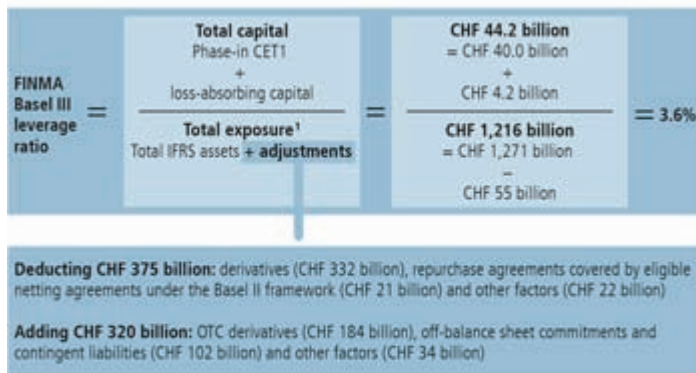 FINMA
Basel III
leverage
ratio
=
Total capital
Phase-in CET1
+
loss-absorbing capital
Total exposure¹
Total IFRS assets + adjustments
=
CHF 44.2 billion
= CHF 40.0 billion
+
CHF 4.2 billion
CHF 1,216 billion
= CHF 1,271 billion
–
CHF 55 billion
= 3.6%
Deducting CHF 375 billion: derivatives (CHF 332 billion), repurchase agreements covered by eligible
netting agreements under the Basel II framework (CHF 21 billion) and other factors (CHF 22 billion)
Adding CHF 320 billion: OTC derivatives (CHF 184 billion), off-balance sheet commitments and
contingent liabilities (CHF 102 billion) and other factors (CHF 34 billion)